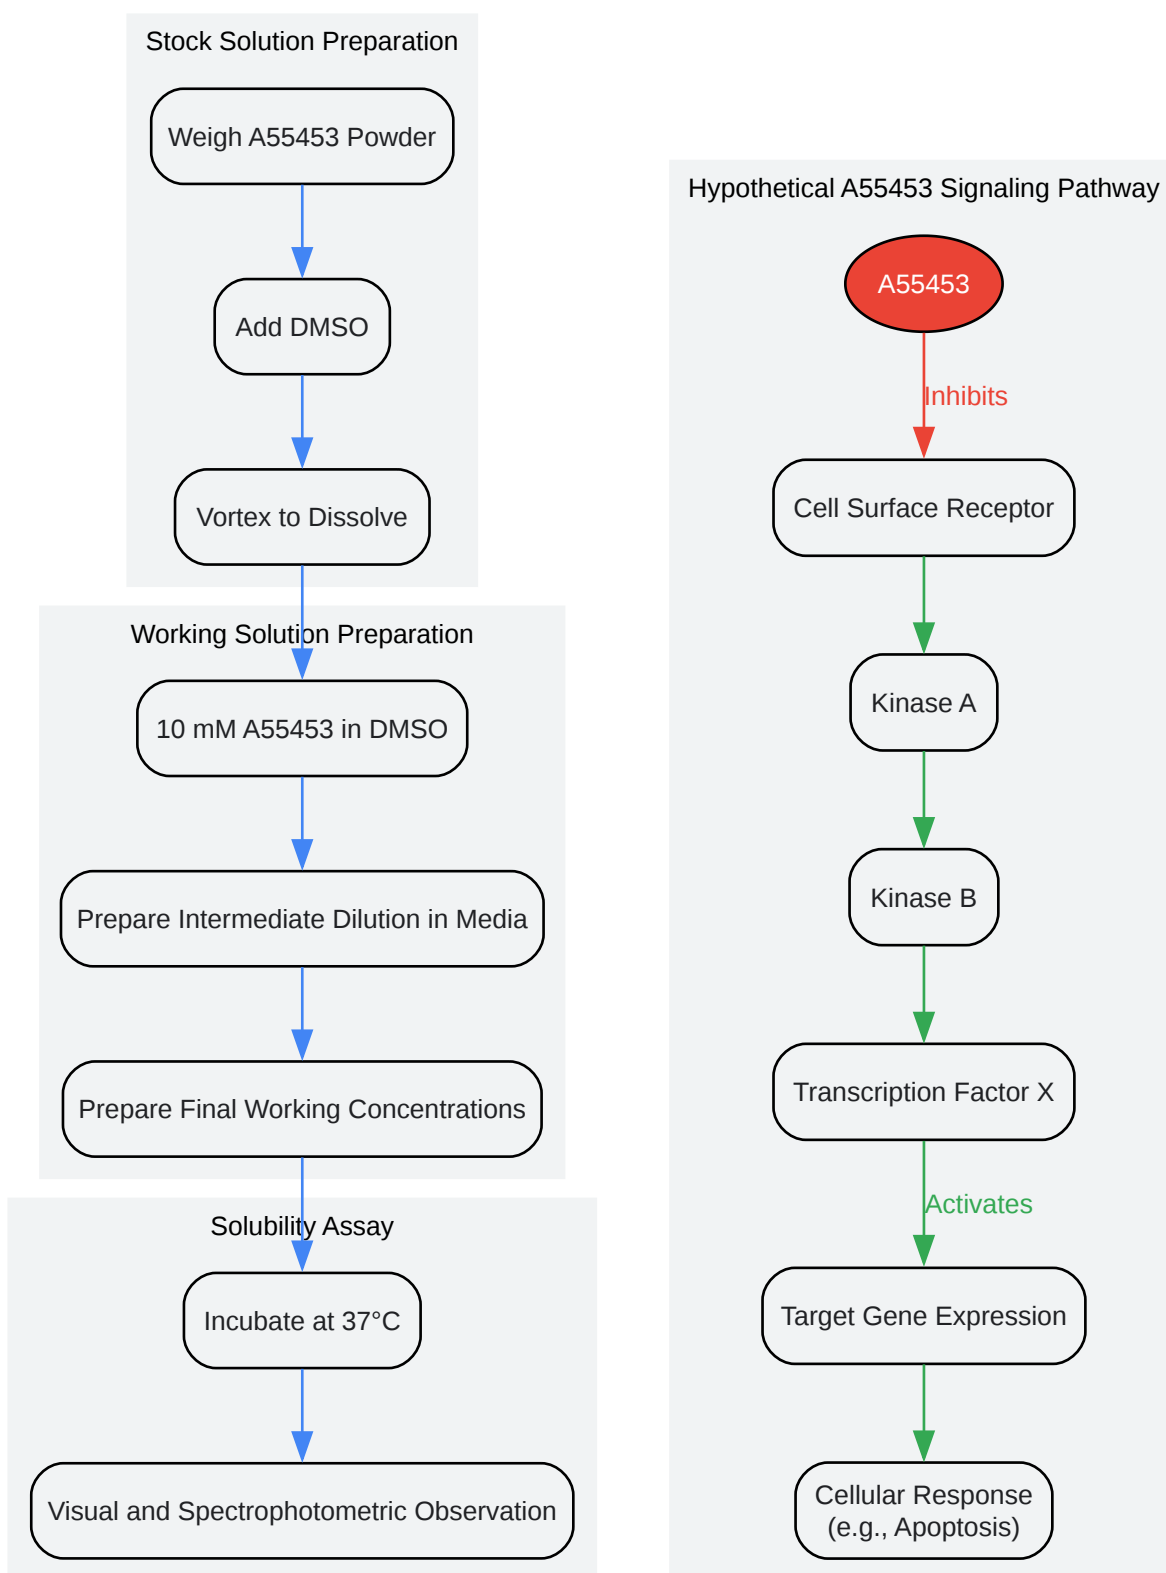 Stock Solution Preparation
Weigh A55453 Powder
Add DMSO
Vortex to Dissolve
Working Solution Preparation
10 mM A55453 in DMSO
Prepare Intermediate Dilution in Media
Prepare Final Working Concentrations
Solubility Assay
Incubate at 37°C
Visual and Spectrophotometric Observation
Hypothetical A55453 Signaling Pathway
A55453
Inhibits
Cell Surface Receptor
Kinase A
Kinase B
Transcription Factor X
Activates
Target Gene Expression
Cellular Response
(e.g., Apoptosis)